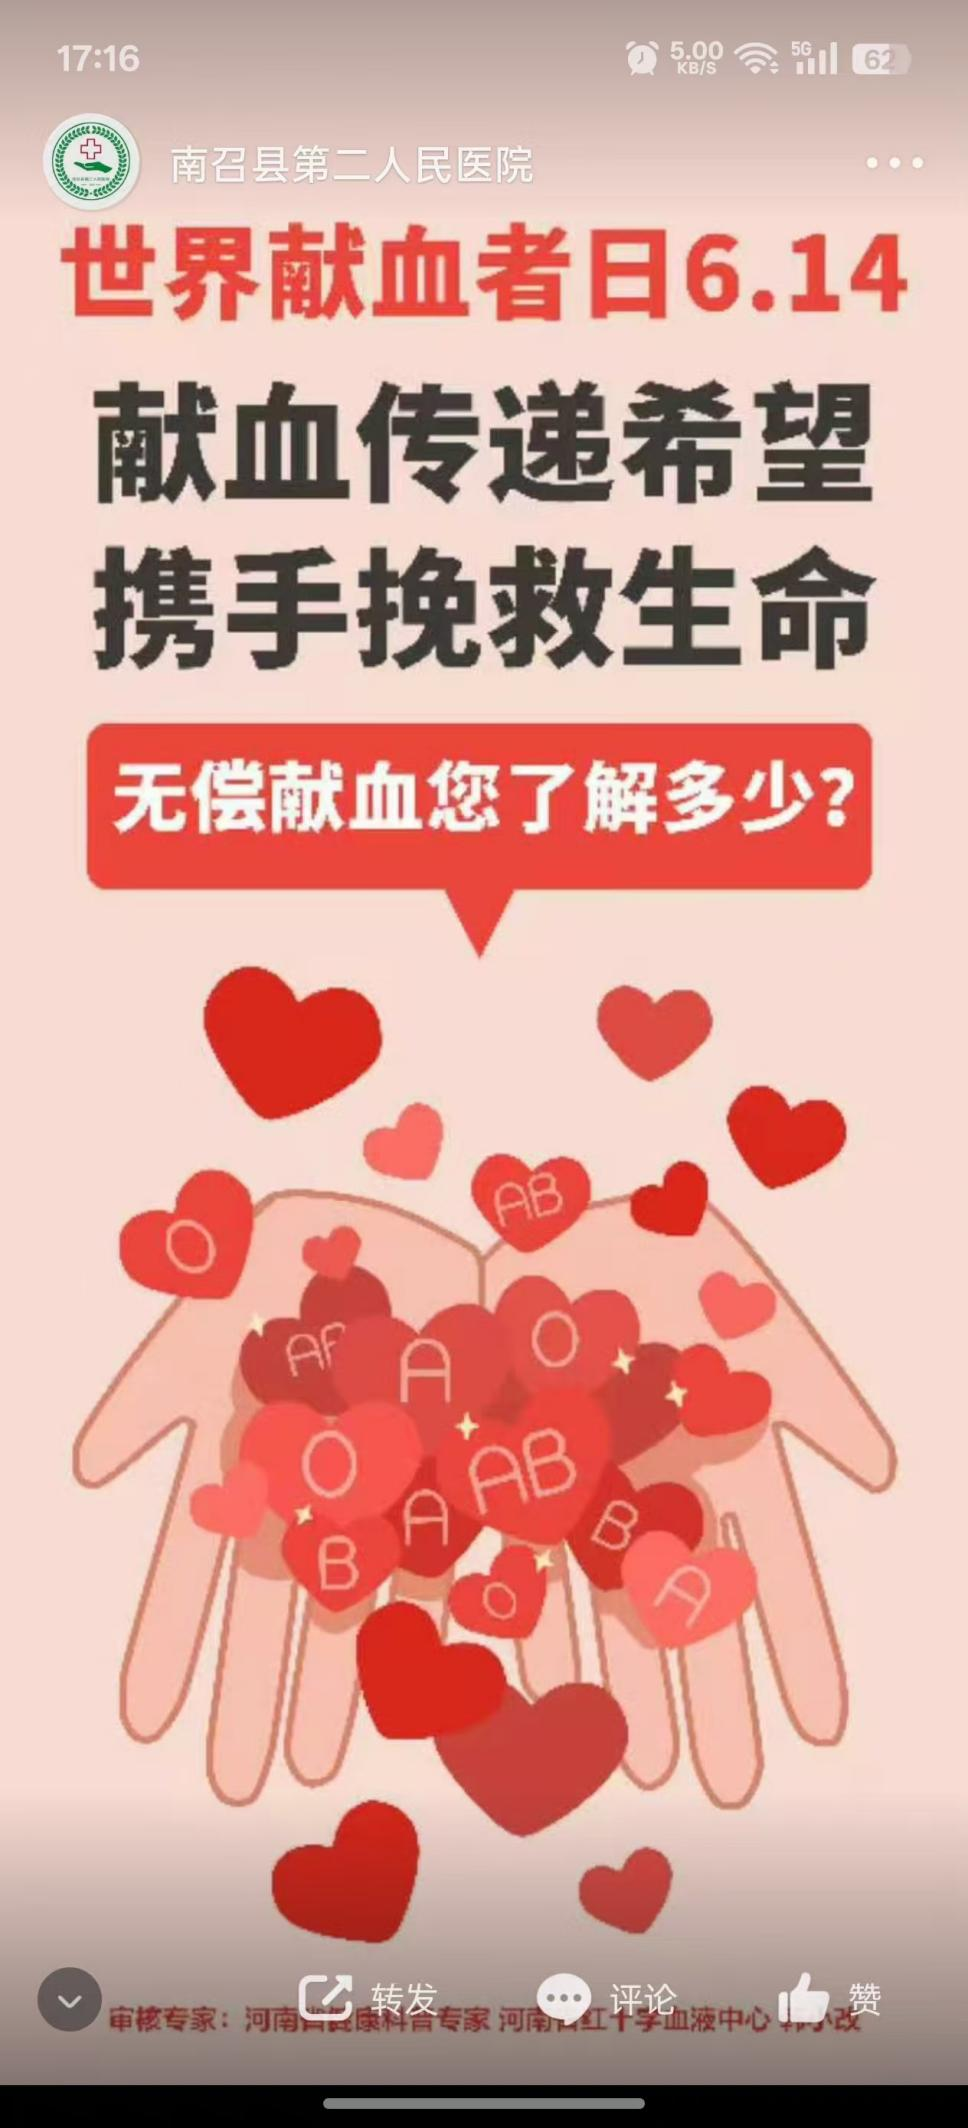 17:16
5.00 KB/S 5G 62
南召县第二人民医院
世界献血者日6.14
献血传递希望
携手挽救生命
无偿献血您了解多少?
AB
O
A
O
O
AB
A
B
B
A
O
转发 评论 赞
审核专家：河南省健康科普专家 河南省红十字血液中心